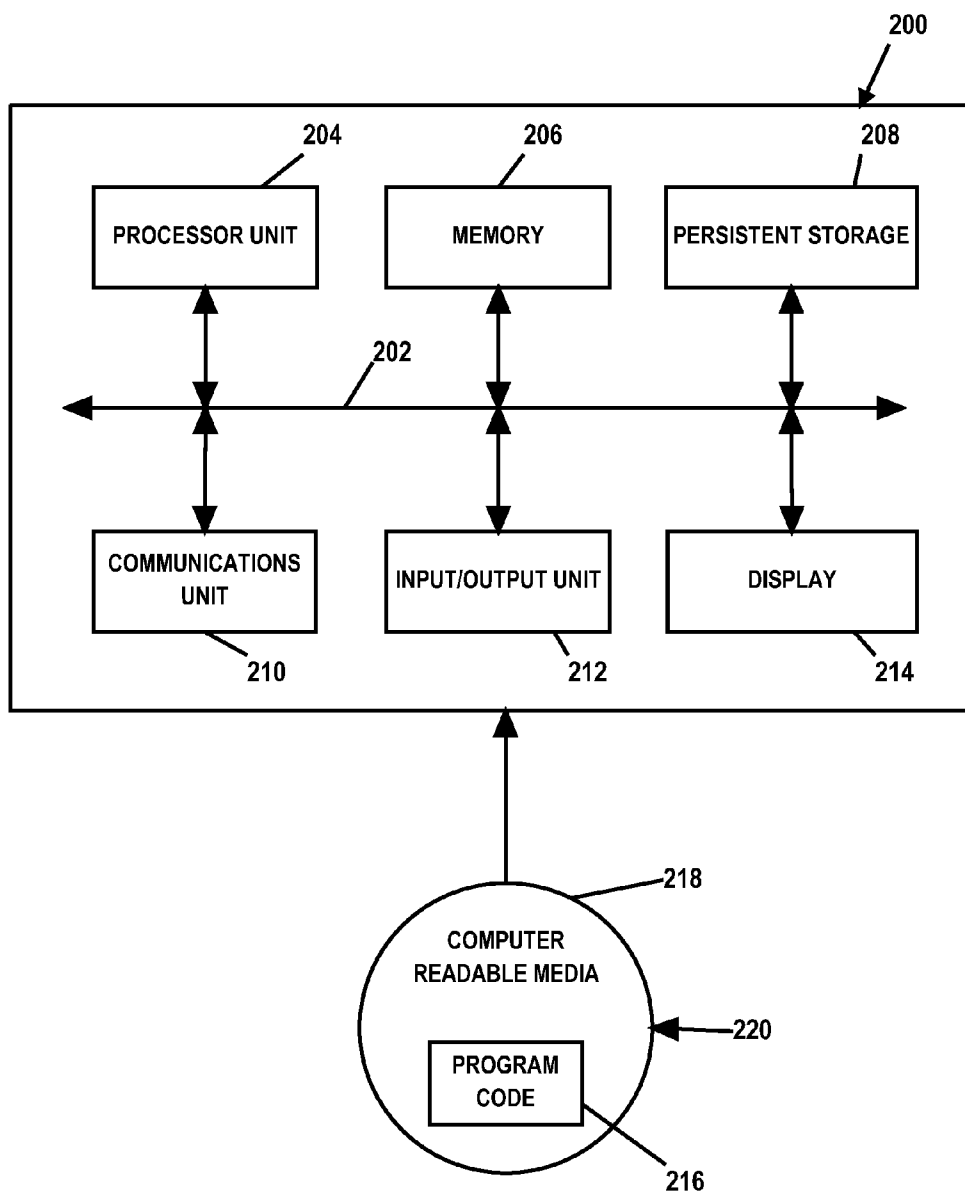 200
204
206
208
PROCESSOR UNIT
MEMORY
PERSISTENT STORAGE
202
COMMUNICATIONS
UNIT
INPUT/OUTPUT UNIT
DISPLAY
210
212
214
218
COMPUTER
READABLE MEDIA
220
PROGRAM
CODE
216